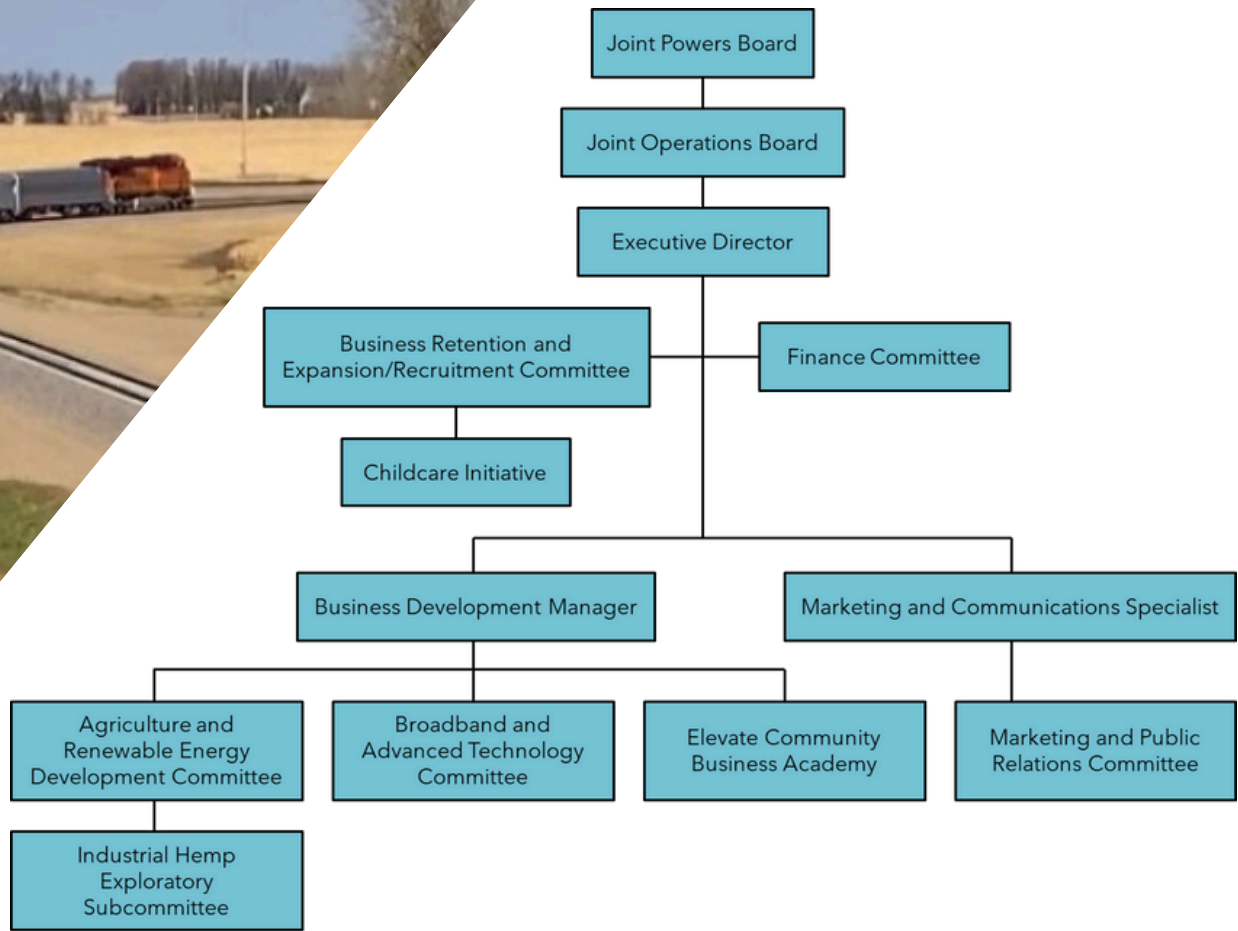 Joint Powers Board
Joint Operations Board
Executive Director
Business Retention and
Expansion/Recruitment Committee
Finance Committee
Childcare Initiative
Business Development Manager
Marketing and Communications Specialist
Agriculture and
Renewable Energy
Development Committee
Broadband and
Advanced Technology
Committee
Elevate Community
Business Academy
Marketing and Public
Relations Committee
Industrial Hemp
Exploratory
Subcommittee